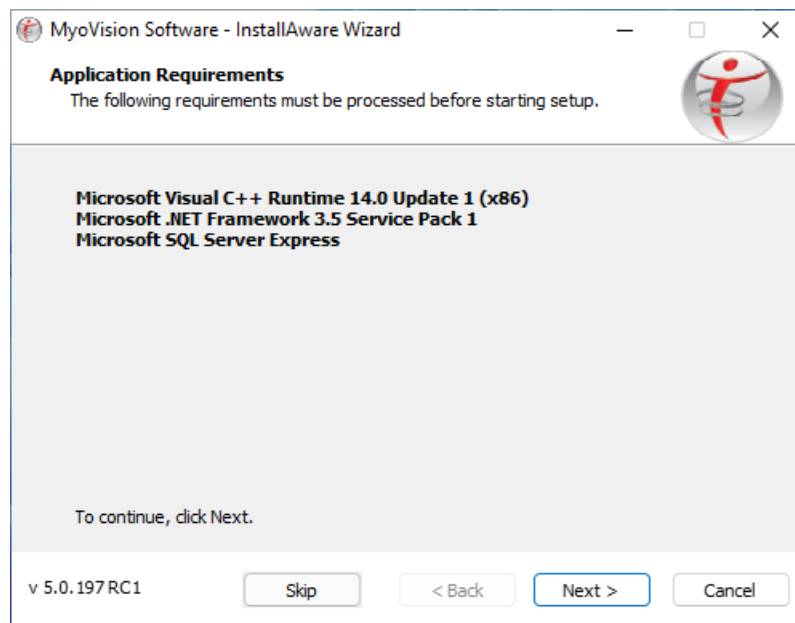 MyoVision Software - InstallAware Wizard
Application Requirements
The following requirements must be processed before starting setup.
Microsoft Visual C++ Runtime 14.0 Update 1 (x86)
Microsoft .NET Framework 3.5 Service Pack 1
Microsoft SQL Server Express
To continue, click Next.
v 5.0.197 RC1 Skip < Back Next > Cancel